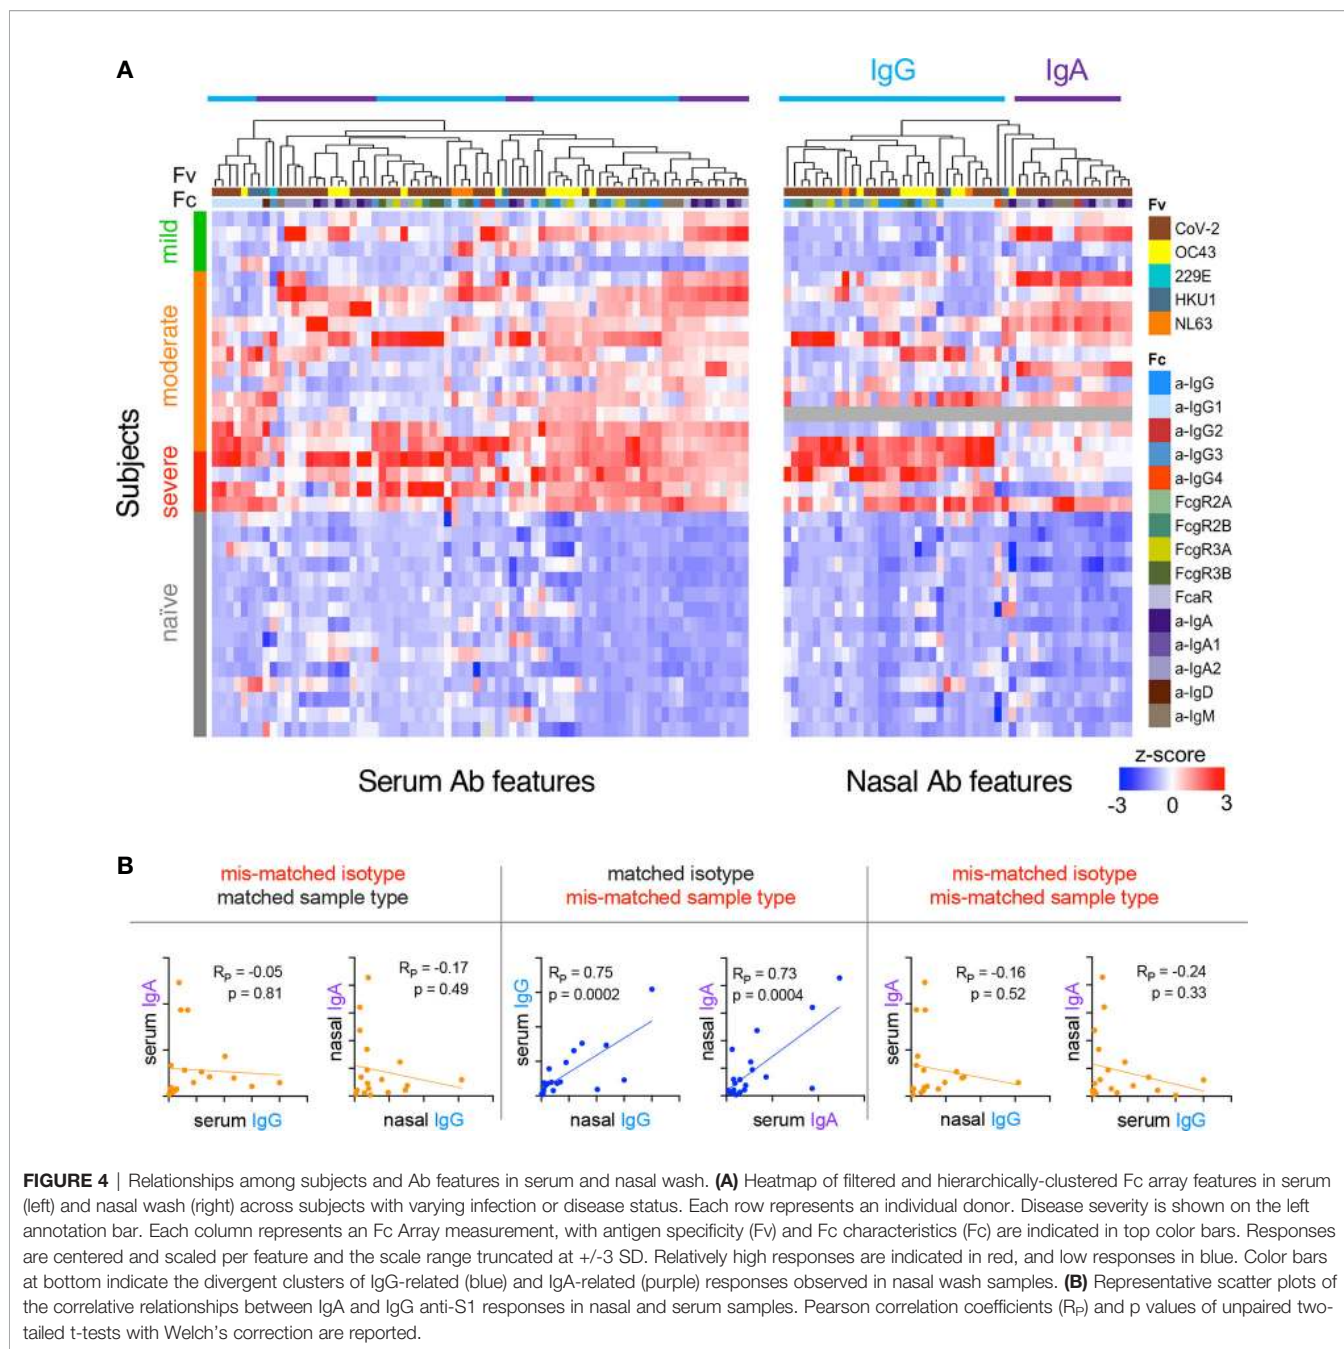 A
IgG
IgA
Fv
Fc
mild
moderate
severe
naïve
Subjects
Fv
CoV-2
OC43
229E
HKU1
NL63
Fc
a-IgG
a-IgG1
a-IgG2
a-IgG3
a-IgG4
FcgR2A
FcgR2B
FcgR3A
FcgR3B
FcaR
a-IgA
a-IgA1
a-IgA2
a-IgD
a-IgM
Serum Ab features
Nasal Ab features
z-score
-3 0 3
B
mis-matched isotype
matched sample type
matched isotype
mis-matched sample type
mis-matched isotype
mis-matched sample type
serum IgA
RP = -0.05
p = 0.81
serum IgG
nasal IgA
RP = -0.17
p = 0.49
nasal IgG
serum IgG
RP = 0.75
p = 0.0002
nasal IgG
nasal IgA
RP = 0.73
p = 0.0004
serum IgA
serum IgA
RP = -0.16
p = 0.52
nasal IgG
nasal IgA
RP = -0.24
p = 0.33
serum IgG
FIGURE 4 | Relationships among subjects and Ab features in serum and nasal wash. (A) Heatmap of filtered and hierarchically-clustered Fc array features in serum
(left) and nasal wash (right) across subjects with varying infection or disease status. Each row represents an individual donor. Disease severity is shown on the left
annotation bar. Each column represents an Fc Array measurement, with antigen specificity (Fv) and Fc characteristics (Fc) are indicated in top color bars. Responses
are centered and scaled per feature and the scale range truncated at +/-3 SD. Relatively high responses are indicated in red, and low responses in blue. Color bars
at bottom indicate the divergent clusters of IgG-related (blue) and IgA-related (purple) responses observed in nasal wash samples. (B) Representative scatter plots of
the correlative relationships between IgA and IgG anti-S1 responses in nasal and serum samples. Pearson correlation coefficients (RP) and p values of unpaired two-
tailed t-tests with Welch's correction are reported.